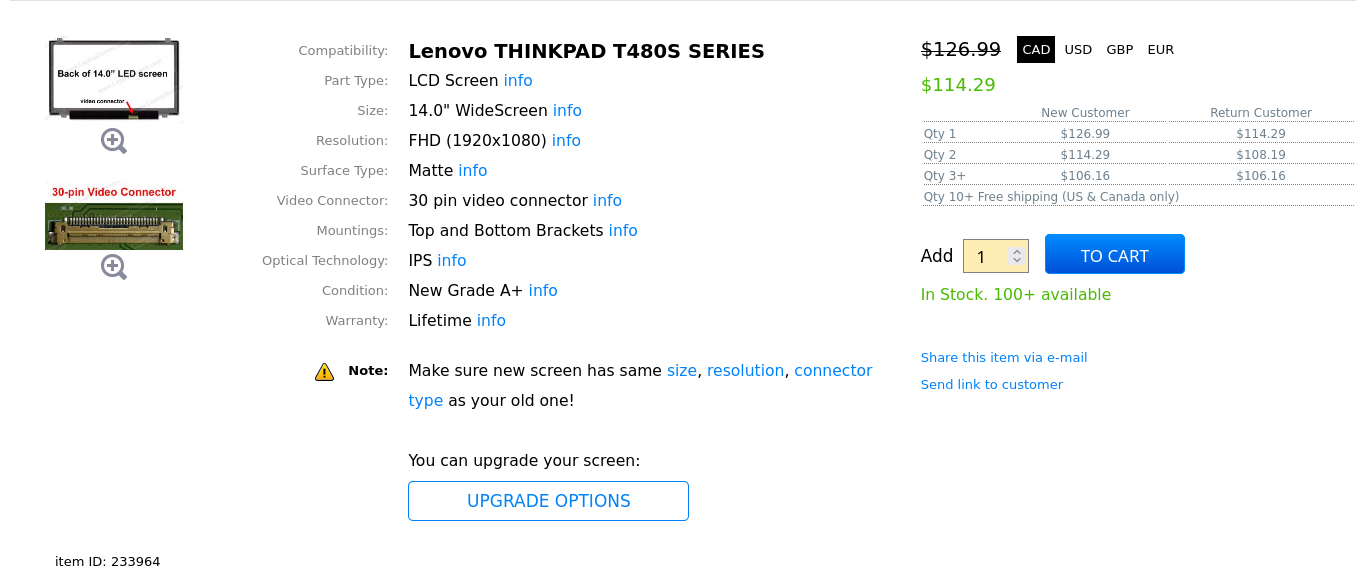 Back of 14.0" LED screen
video connector
30-pin Video Connector
Compatibility: Lenovo THINKPAD T480S SERIES
Part Type: LCD Screen info
Size: 14.0" WideScreen info
Resolution: FHD (1920x1080) info
Surface Type: Matte info
Video Connector: 30 pin video connector info
Mountings: Top and Bottom Brackets info
Optical Technology: IPS info
Condition: New Grade A+ info
Warranty: Lifetime info
Note: Make sure new screen has same size, resolution, connector
type as your old one!
You can upgrade your screen:
UPGRADE OPTIONS
item ID: 233964
$126.99 CAD USD GBP EUR
$114.29
New Customer Return Customer
Qty 1 $126.99 $114.29
Qty 2 $114.29 $108.19
Qty 3+ $106.16 $106.16
Qty 10+ Free shipping (US & Canada only)
Add 1 TO CART
In Stock. 100+ available
Share this item via e-mail
Send link to customer